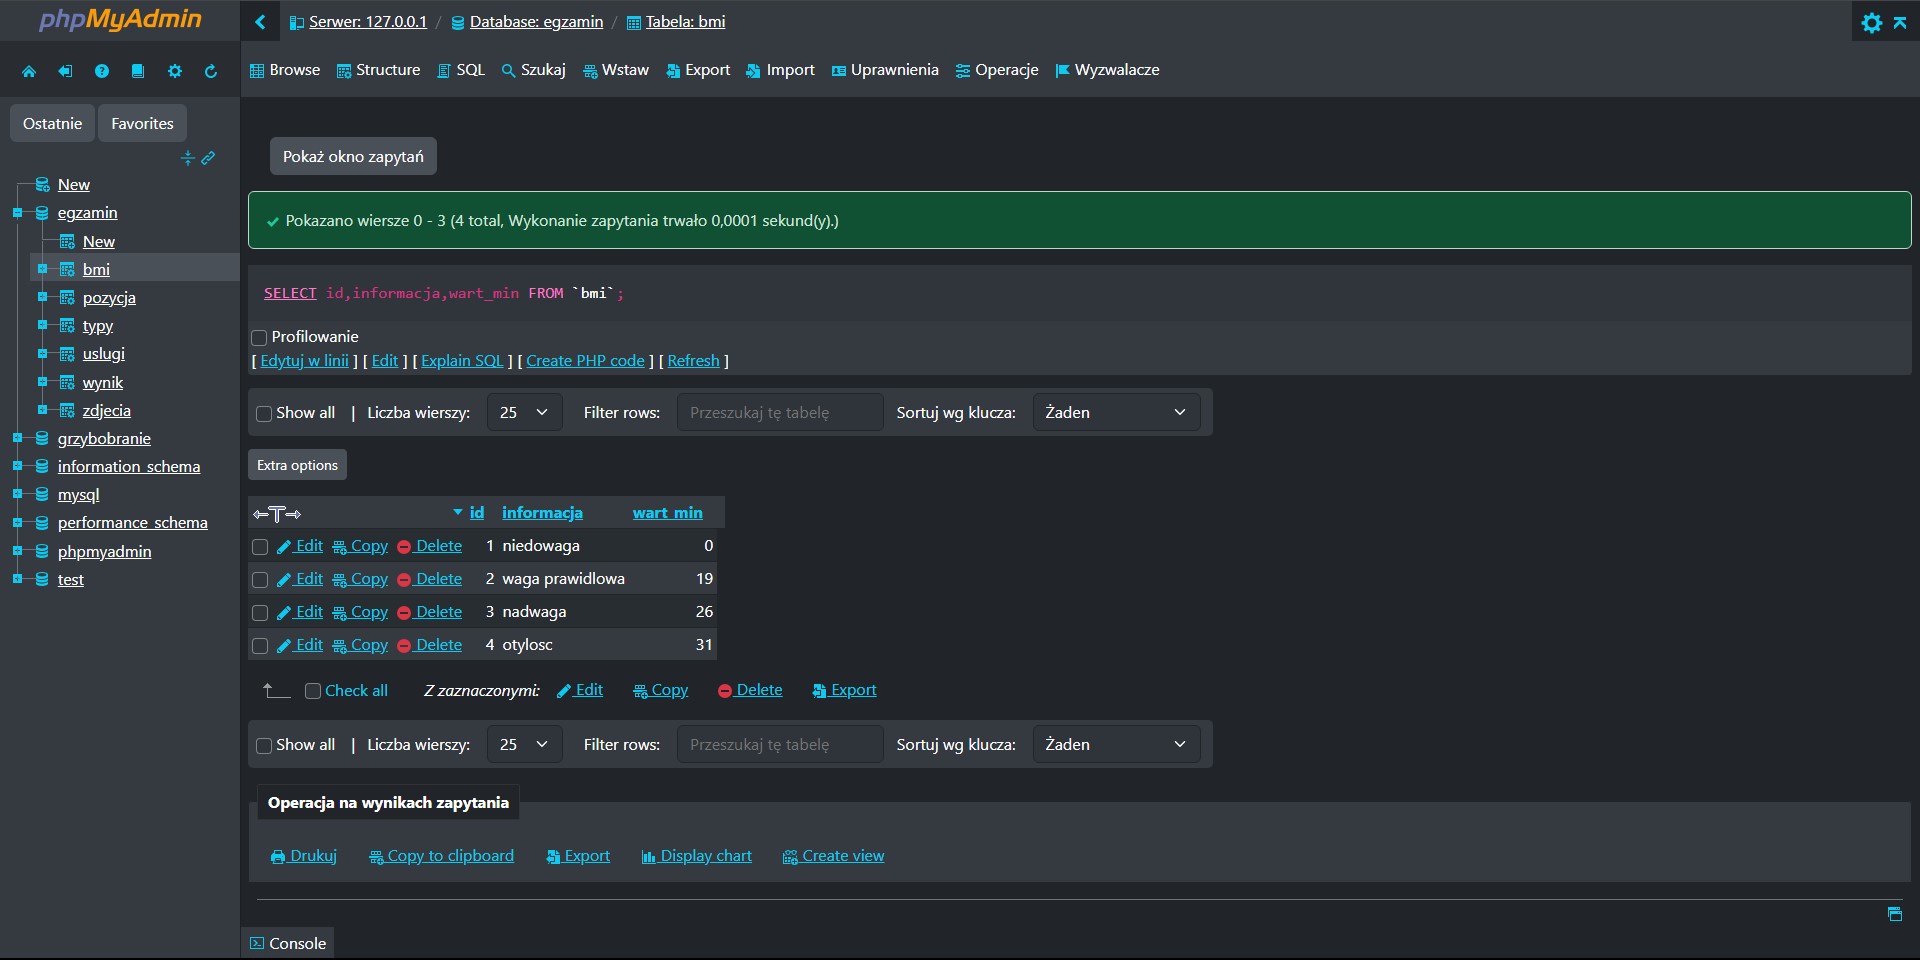 phpMyAdmin
Serwer: 127.0.0.1 / Database: egzamin / Tabela: bmi
Browse Structure SQL Szukaj Wstaw Export Import Uprawnienia Operacje Wyzwalacze
Ostatnie Favorites
New
egzamin
New
bmi
pozycja
typy
uslugi
wynik
zdjecia
grzybobranie
information_schema
mysql
performance_schema
phpmyadmin
test
Pokaż okno zapytań
Pokazano wiersze 0 - 3 (4 total, Wykonanie zapytania trwało 0,0001 sekund(y).)
SELECT id,informacja,wart_min FROM `bmi`;
Profilowanie
[ Edytuj w linii ] [ Edit ] [ Explain SQL ] [ Create PHP code ] [ Refresh ]
Show all | Liczba wierszy: 25 Filter rows: Przeszukaj tę tabelę Sortuj wg klucza: Żaden
Extra options
←T→ id informacja wart_min
Edit Copy Delete 1 niedowaga 0
Edit Copy Delete 2 waga prawidlowa 19
Edit Copy Delete 3 nadwaga 26
Edit Copy Delete 4 otylosc 31
Check all Z zaznaczonymi: Edit Copy Delete Export
Show all | Liczba wierszy: 25 Filter rows: Przeszukaj tę tabelę Sortuj wg klucza: Żaden
Operacja na wynikach zapytania
Drukuj Copy to clipboard Export Display chart Create view
Console